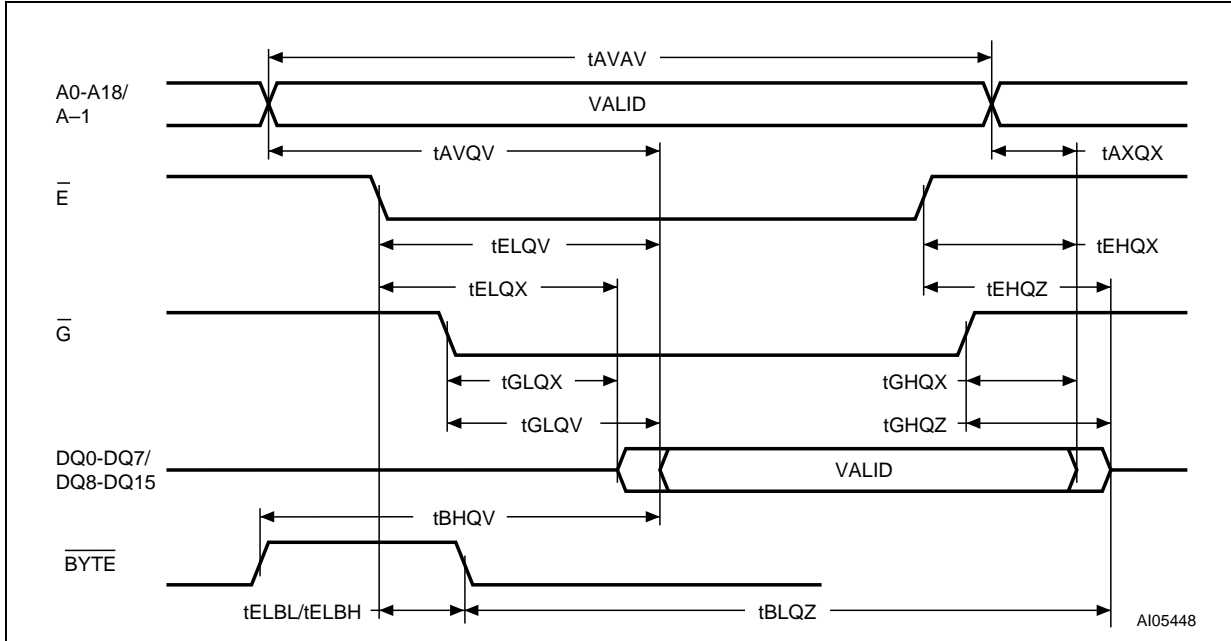 tAVAV
A0-A18/
A–1
VALID
tAVQV
tAXQX
E̅
tELQV
tEHQX
tELQX
tEHQZ
G̅
tGLQX
tGHQX
tGLQV
tGHQZ
DQ0-DQ7/
DQ8-DQ15
VALID
tBHQV
B̅Y̅T̅E̅
tELBL/tELBH
tBLQZ
AI05448